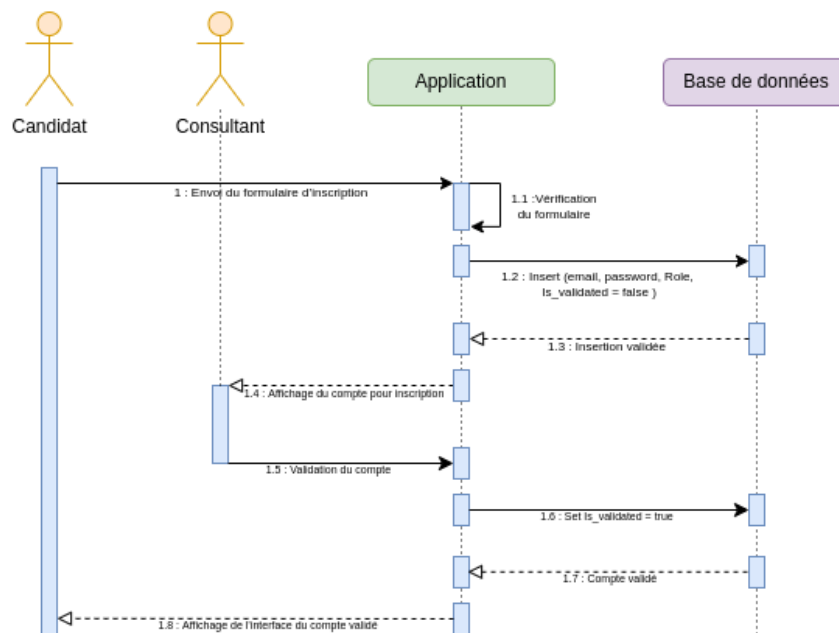 Application
Base de données
Candidat
Consultant
1 : Envoi du formulaire d'inscription
1.1 :Vérification
du formulaire
1.2 : Insert (email, password, Role,
Is_validated = false )
1.3 : Insertion validée
1.4 : Affichage du compte pour inscription
1.5 : Validation du compte
1.6 : Set Is_validated = true
1.7 : Compte validé
1.8 : Affichage de l'interface du compte validé